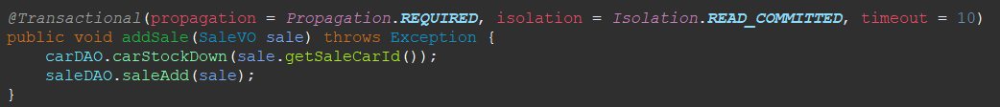 @Transactional(propagation = Propagation.REQUIRED, isolation = Isolation.READ_COMMITTED, timeout = 10)
public void addSale(SaleVO sale) throws Exception {
    carDAO.carStockDown(sale.getSaleCarId());
    saleDAO.saleAdd(sale);
}